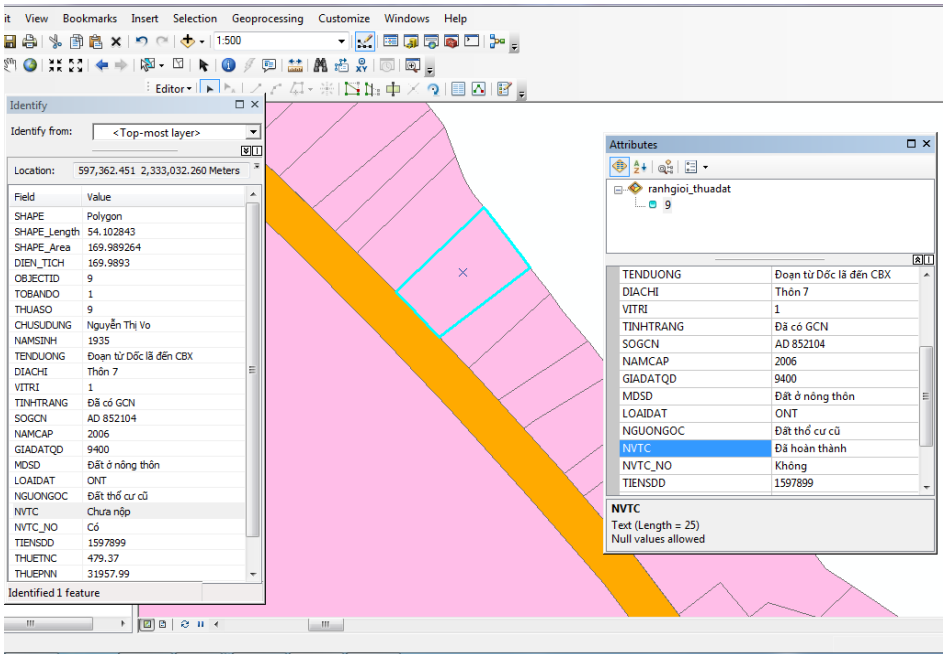 it View Bookmarks Insert Selection Geoprocessing Customize Windows Help
1:500
Editor
Identify
Identify from: <Top-most layer>
Location: 597,362.451 2,333,032.260 Meters
Field Value
SHAPE Polygon
SHAPE_Length 54.102843
SHAPE_Area 169.989264
DIEN_TICH 169.9893
OBJECTID 9
TOBANDO 1
THUASO 9
CHUSUDUNG Nguyễn Thị Vo
NAMSINH 1935
TENDUONG Đoạn từ Dốc lã đến CBX
DIACHI Thôn 7
VITRI 1
TINHTRANG Đã có GCN
SOGCN AD 852104
NAMCAP 2006
GIADATQD 9400
MDSD Đất ở nông thôn
LOAIDAT ONT
NGUONGOC Đất thổ cư cũ
NVTC Chưa nộp
NVTC_NO Có
TIENSDD 1597899
THUETNC 479.37
THUEPNN 31957.99
Identified 1 feature
Attributes
ranhgioi_thuadat
9
TENDUONG Đoạn từ Dốc lã đến CBX
DIACHI Thôn 7
VITRI 1
TINHTRANG Đã có GCN
SOGCN AD 852104
NAMCAP 2006
GIADATQD 9400
MDSD Đất ở nông thôn
LOAIDAT ONT
NGUONGOC Đất thổ cư cũ
NVTC Đã hoàn thành
NVTC_NO Không
TIENSDD 1597899
NVTC
Text (Length = 25)
Null values allowed